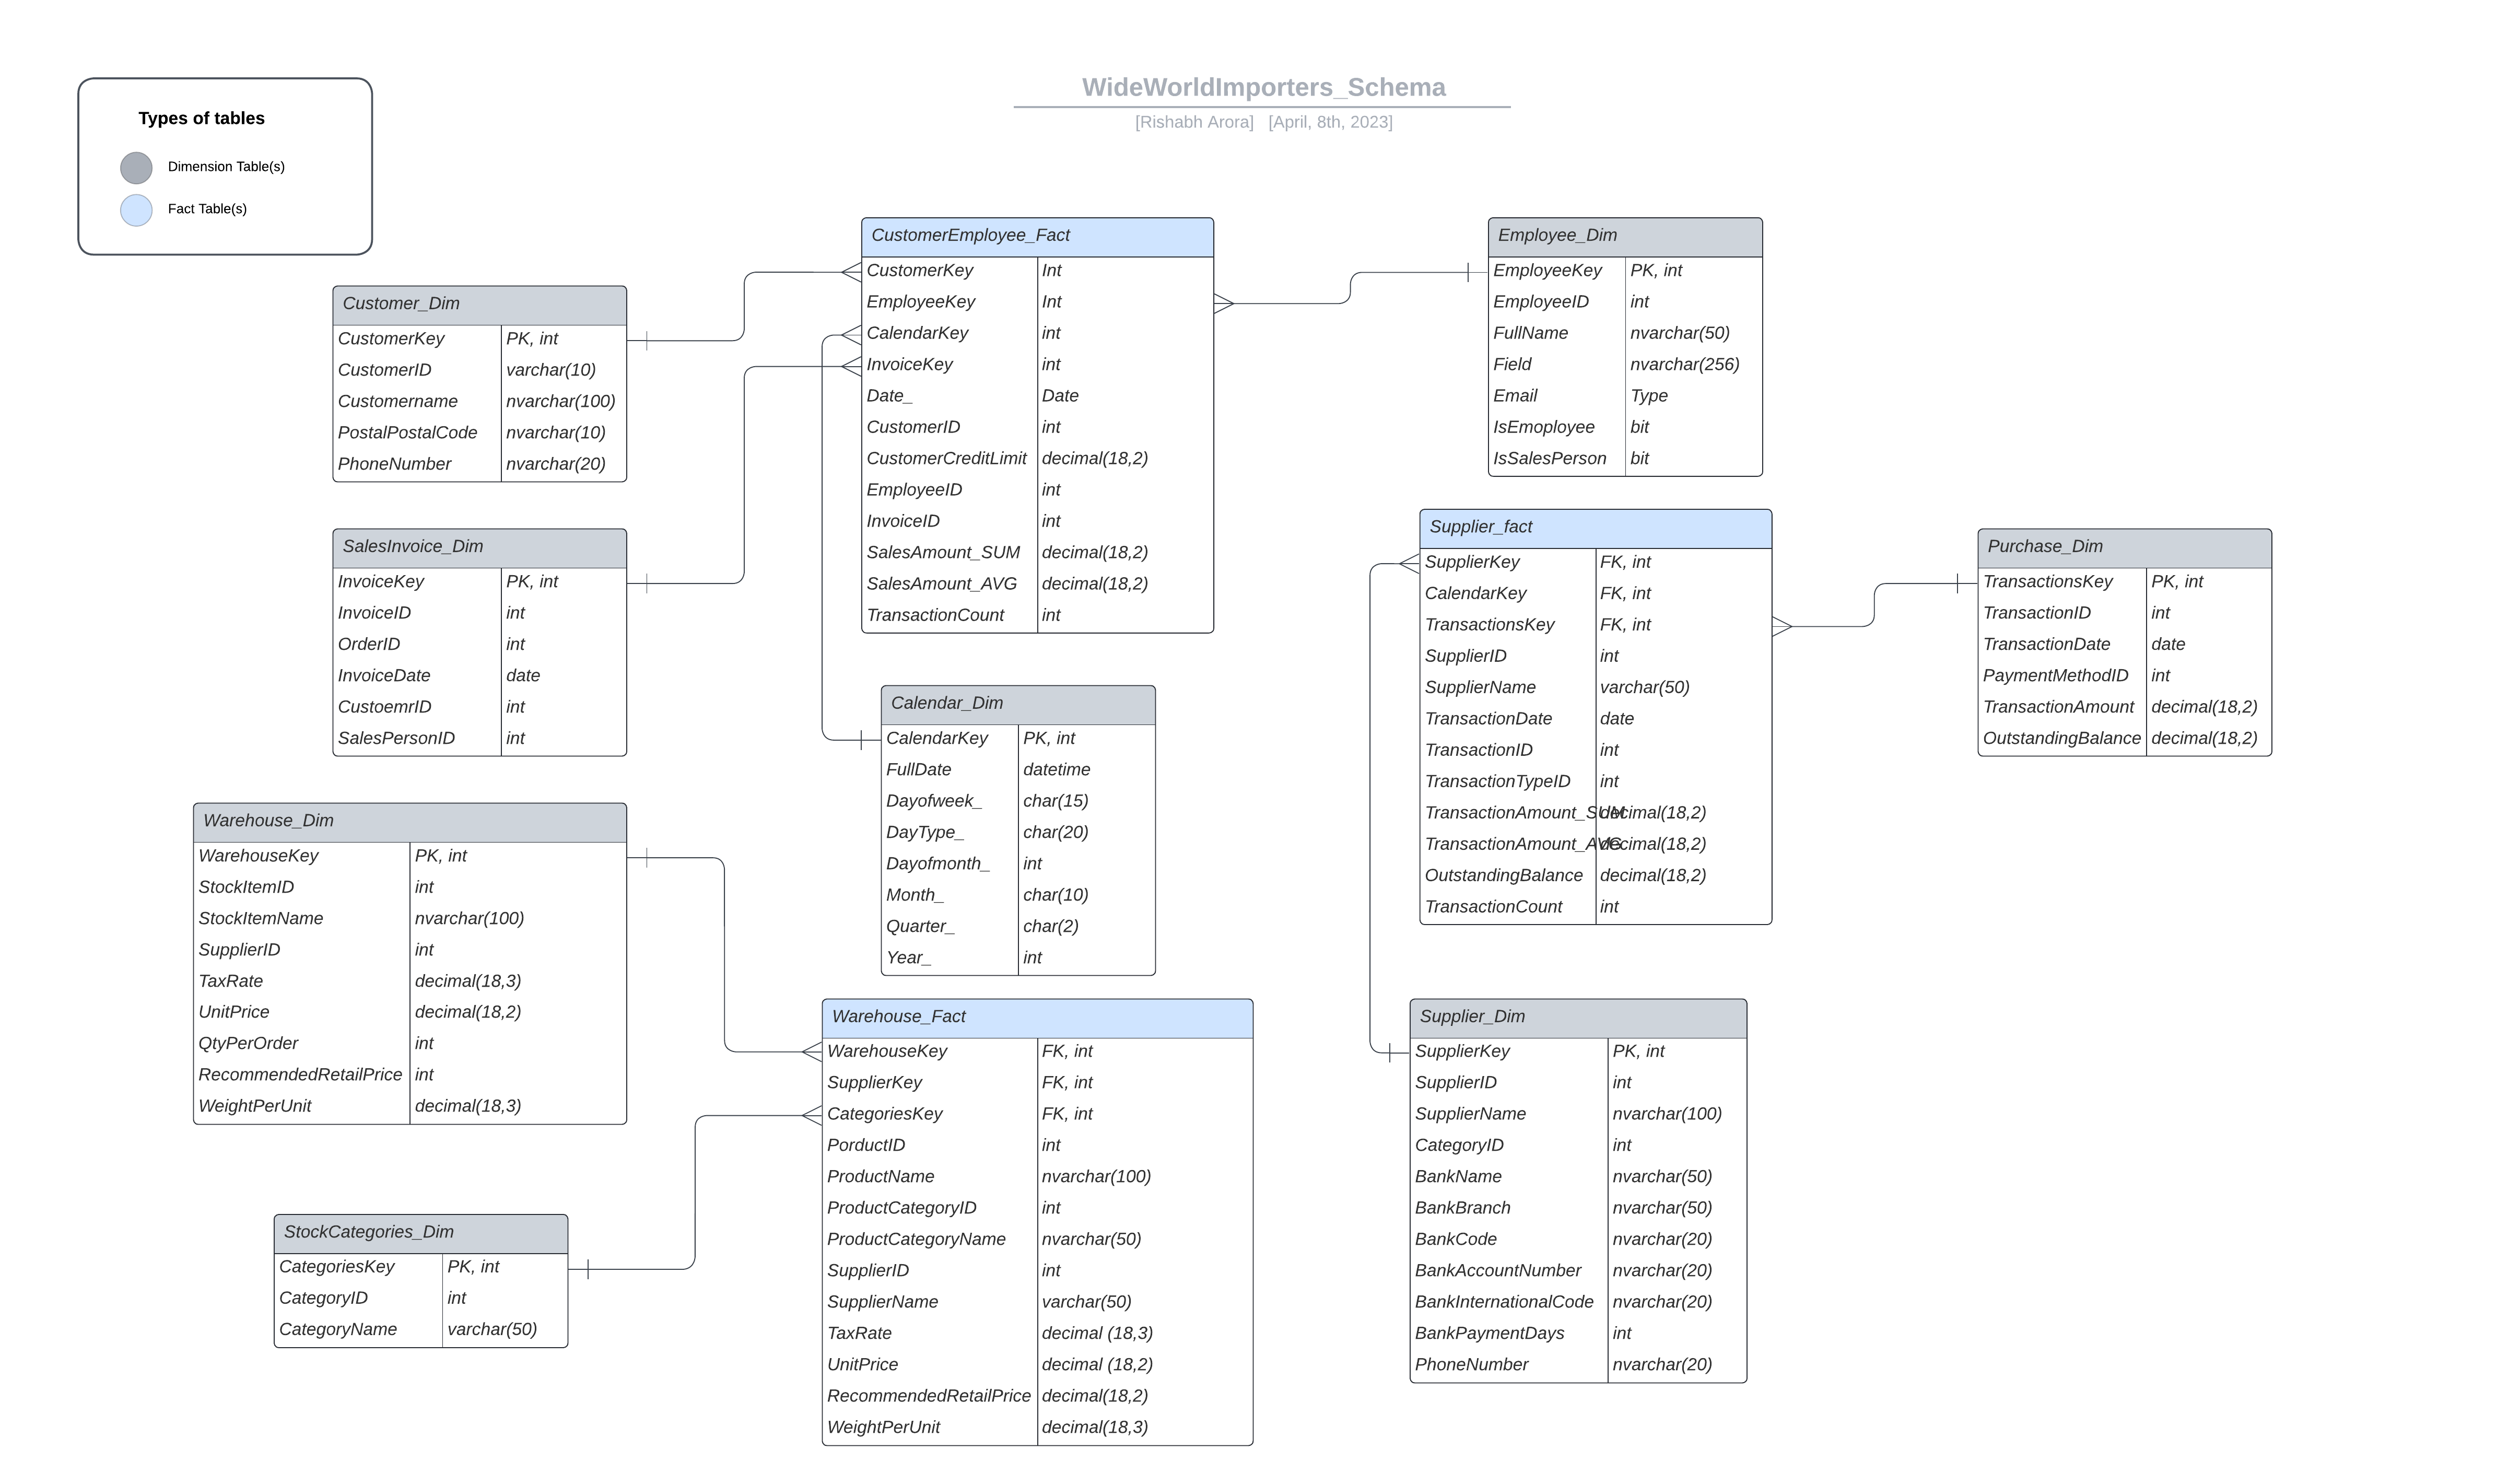 WideWorldImporters_Schema
[Rishabh Arora] [April, 8th, 2023]
Types of tables
Dimension Table(s)
Fact Table(s)
Customer_Dim
CustomerKey PK, int
CustomerID varchar(10)
Customername nvarchar(100)
PostalPostalCode nvarchar(10)
PhoneNumber nvarchar(20)
SalesInvoice_Dim
InvoiceKey PK, int
InvoiceID int
OrderID int
InvoiceDate date
CustoemrID int
SalesPersonID int
Warehouse_Dim
WarehouseKey PK, int
StockItemID int
StockItemName nvarchar(100)
SupplierID int
TaxRate decimal(18,3)
UnitPrice decimal(18,2)
QtyPerOrder int
RecommendedRetailPrice int
WeightPerUnit decimal(18,3)
StockCategories_Dim
CategoriesKey PK, int
CategoryID int
CategoryName varchar(50)
CustomerEmployee_Fact
CustomerKey Int
EmployeeKey Int
CalendarKey int
InvoiceKey int
Date_ Date
CustomerID int
CustomerCreditLimit decimal(18,2)
EmployeeID int
InvoiceID int
SalesAmount_SUM decimal(18,2)
SalesAmount_AVG decimal(18,2)
TransactionCount int
Calendar_Dim
CalendarKey PK, int
FullDate datetime
Dayofweek_ char(15)
DayType_ char(20)
Dayofmonth_ int
Month_ char(10)
Quarter_ char(2)
Year_ int
Warehouse_Fact
WarehouseKey FK, int
SupplierKey FK, int
CategoriesKey FK, int
PorductID int
ProductName nvarchar(100)
ProductCategoryID int
ProductCategoryName nvarchar(50)
SupplierID int
SupplierName varchar(50)
TaxRate decimal (18,3)
UnitPrice decimal (18,2)
RecommendedRetailPrice decimal(18,2)
WeightPerUnit decimal(18,3)
Employee_Dim
EmployeeKey PK, int
EmployeeID int
FullName nvarchar(50)
Field nvarchar(256)
Email Type
IsEmoployee bit
IsSalesPerson bit
Supplier_fact
SupplierKey FK, int
CalendarKey FK, int
TransactionsKey FK, int
SupplierID int
SupplierName varchar(50)
TransactionDate date
TransactionID int
TransactionTypeID int
TransactionAmount_SUM decimal(18,2)
TransactionAmount_AVG decimal(18,2)
OutstandingBalance decimal(18,2)
TransactionCount int
Supplier_Dim
SupplierKey PK, int
SupplierID int
SupplierName nvarchar(100)
CategoryID int
BankName nvarchar(50)
BankBranch nvarchar(50)
BankCode nvarchar(20)
BankAccountNumber nvarchar(20)
BankInternationalCode nvarchar(20)
BankPaymentDays int
PhoneNumber nvarchar(20)
Purchase_Dim
TransactionsKey PK, int
TransactionID int
TransactionDate date
PaymentMethodID int
TransactionAmount decimal(18,2)
OutstandingBalance decimal(18,2)